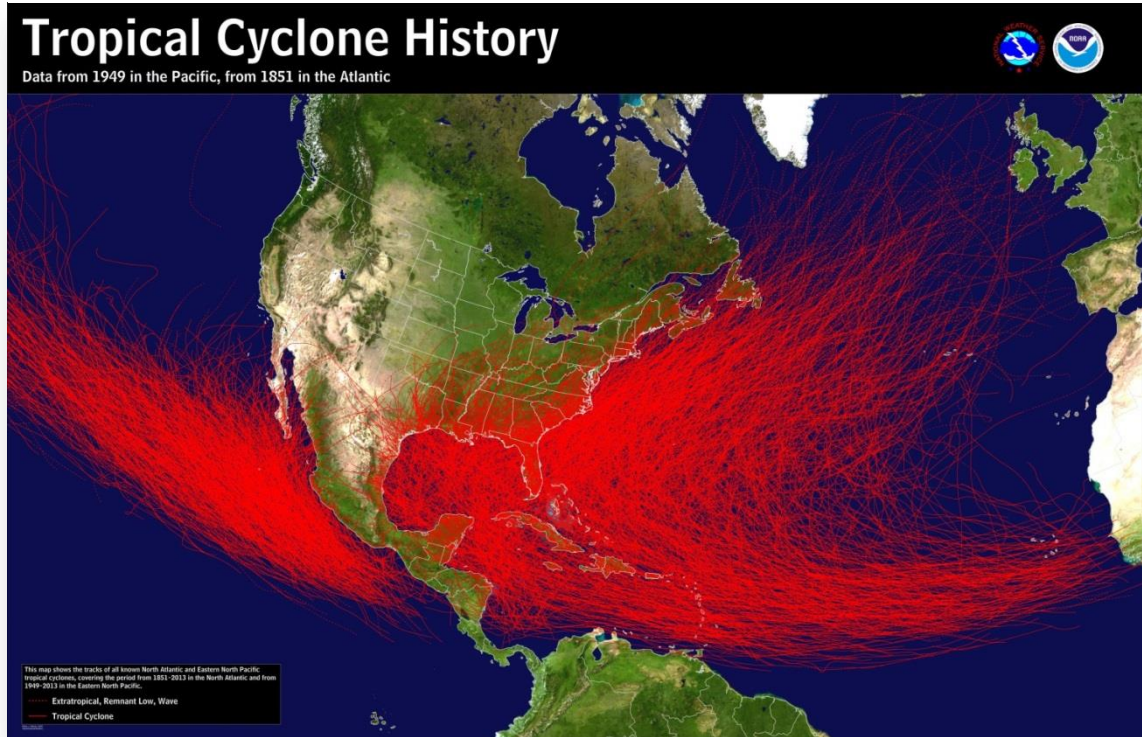 Tropical Cyclone History
Data from 1949 in the Pacific, from 1851 in the Atlantic
NOAA
This map shows the tracks of all known North Atlantic and Eastern North Pacific
tropical cyclones, covering the period from 1851-2013 in the North Atlantic and from
1949-2013 in the Eastern North Pacific.
Extratropical, Remnant Low, Wave
Tropical Cyclone